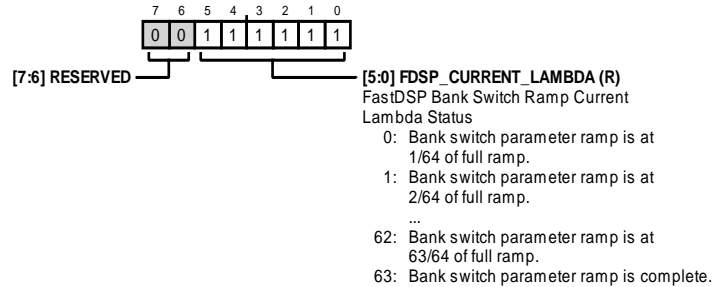 7 6 5 4 3 2 1 0
0 0 1 1 1 1 1 1
[7:6] RESERVED
[5:0] FDSP_CURRENT_LAMBDA (R)
FastDSP Bank Switch Ramp Current
Lambda Status
0: Bank switch parameter ramp is at
1/64 of full ramp.
1: Bank switch parameter ramp is at
2/64 of full ramp.
...
62: Bank switch parameter ramp is at
63/64 of full ramp.
63: Bank switch parameter ramp is complete.